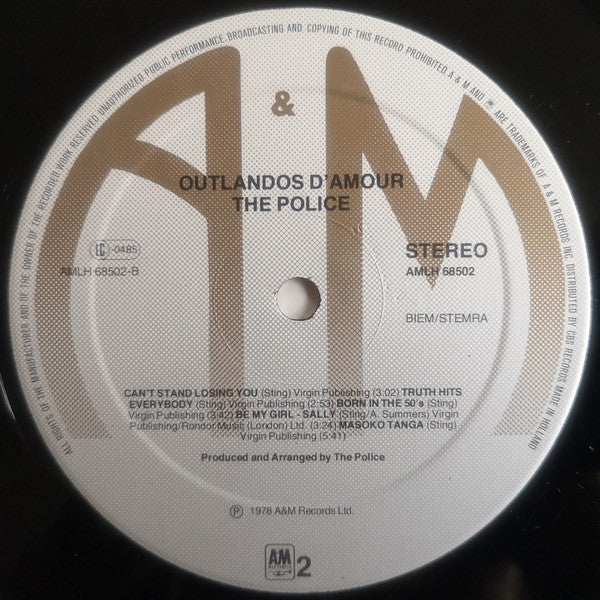 ALL RIGHTS OF THE MANUFACTURER AND OF THE OWNER OF THE RECORDED WORK RESERVED. UNAUTHORIZED PUBLIC PERFORMANCE, BROADCASTING AND COPYING OF THIS RECORD PROHIBITED. A & M AND ARE TRADEMARKS OF A & M RECORDS INC. DISTRIBUTED BY CBS RECORDS. MADE IN HOLLAND
A & M
OUTLANDOS D'AMOUR
THE POLICE
LC-0485
AMLH 68502-B
STEREO
AMLH 68502
BIEM/STEMRA
CAN'T STAND LOSING YOU (Sting) Virgin Publishing (3:02) TRUTH HITS
EVERYBODY (Sting) Virgin Publishing (2:53) BORN IN THE 50's (Sting)
Virgin Publishing (3:42) BE MY GIRL - SALLY (Sting/A. Summers) Virgin
Publishing/Rondor Music (London) Ltd. (3:24) MASOKO TANGA (Sting)
Virgin Publishing (5:41)
Produced and Arranged by The Police
℗ 1978 A&M Records Ltd.
AM
RECORDS
2